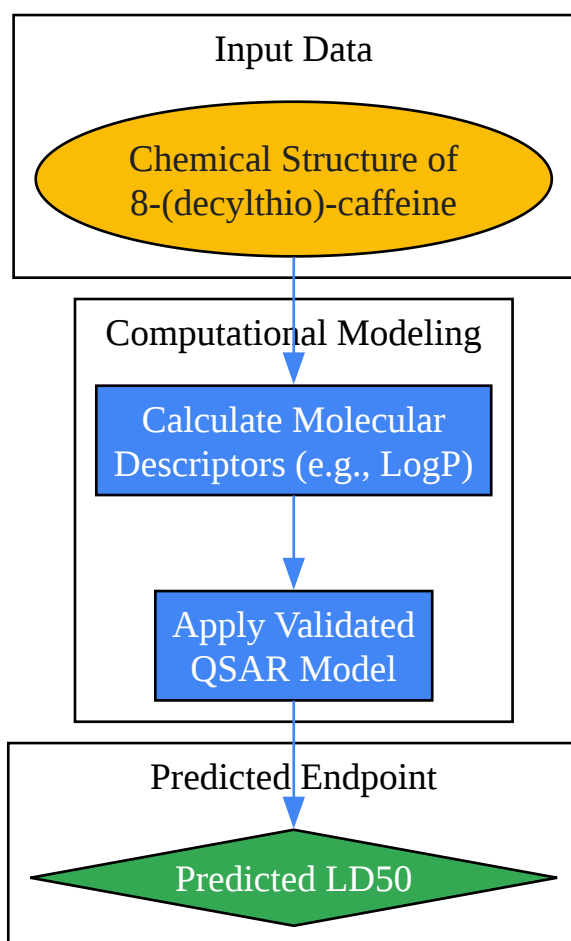 Input Data
Chemical Structure of
8-(decylthio)-caffeine
Computational Modeling
Calculate Molecular
Descriptors (e.g., LogP)
Apply Validated
QSAR Model
Predicted Endpoint
Predicted LD50